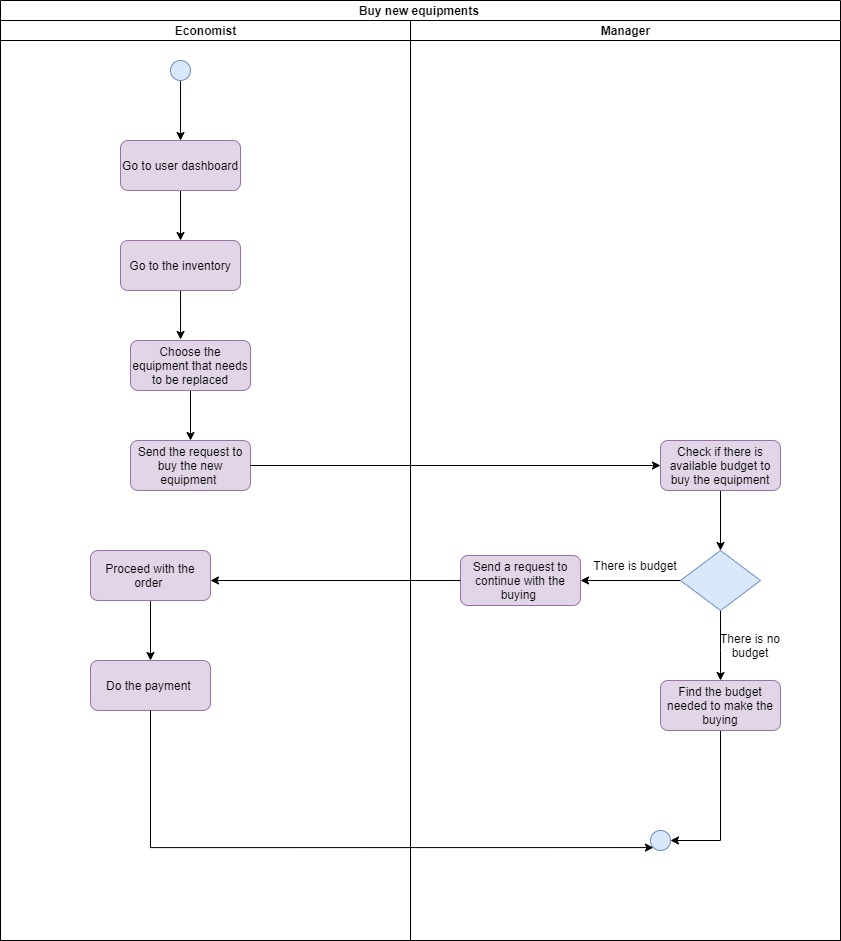 Buy new equipments
Economist
Manager
Go to user dashboard
Go to the inventory
Choose the
equipment that needs
to be replaced
Send the request to
buy the new
equipment
Check if there is
available budget to
buy the equipment
Proceed with the
order
Send a request to
continue with the
buying
There is budget
There is no
budget
Do the payment
Find the budget
needed to make the
buying